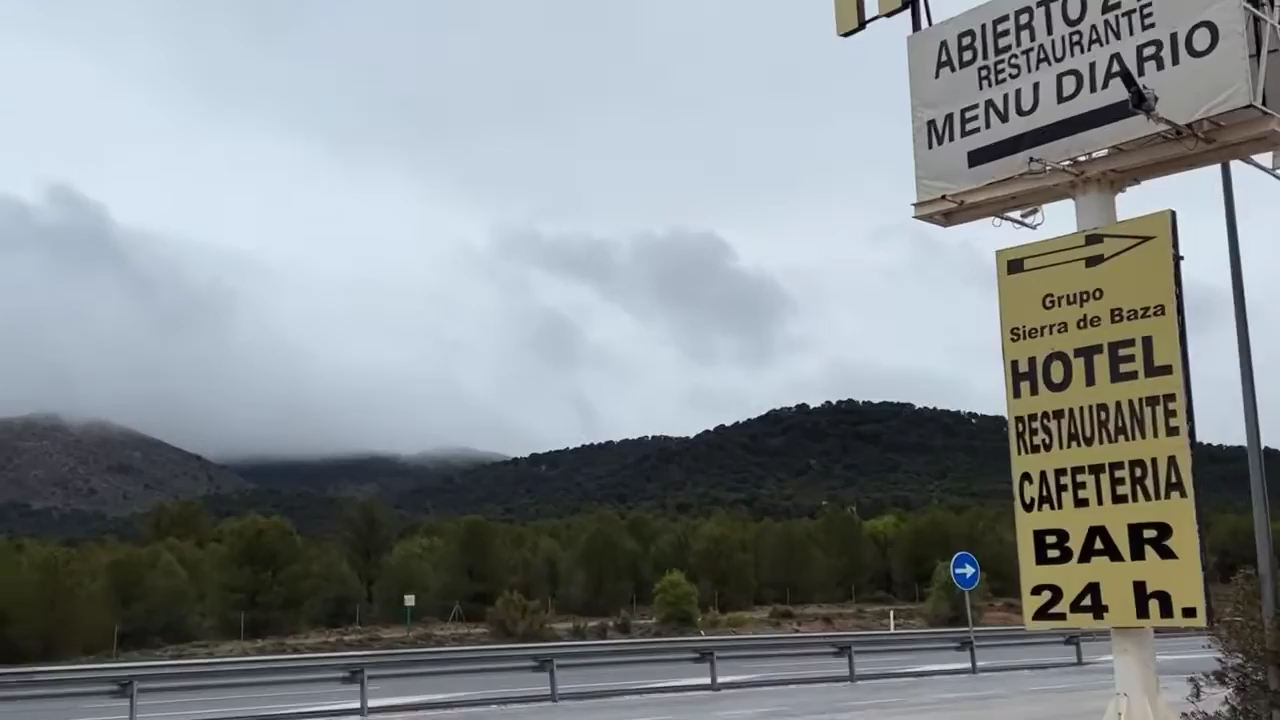 ABIERTO
RESTAURANTE
MENU DIARIO
Grupo
Sierra de Baza
HOTEL
RESTAURANTE
CAFETERIA
BAR
24 h.